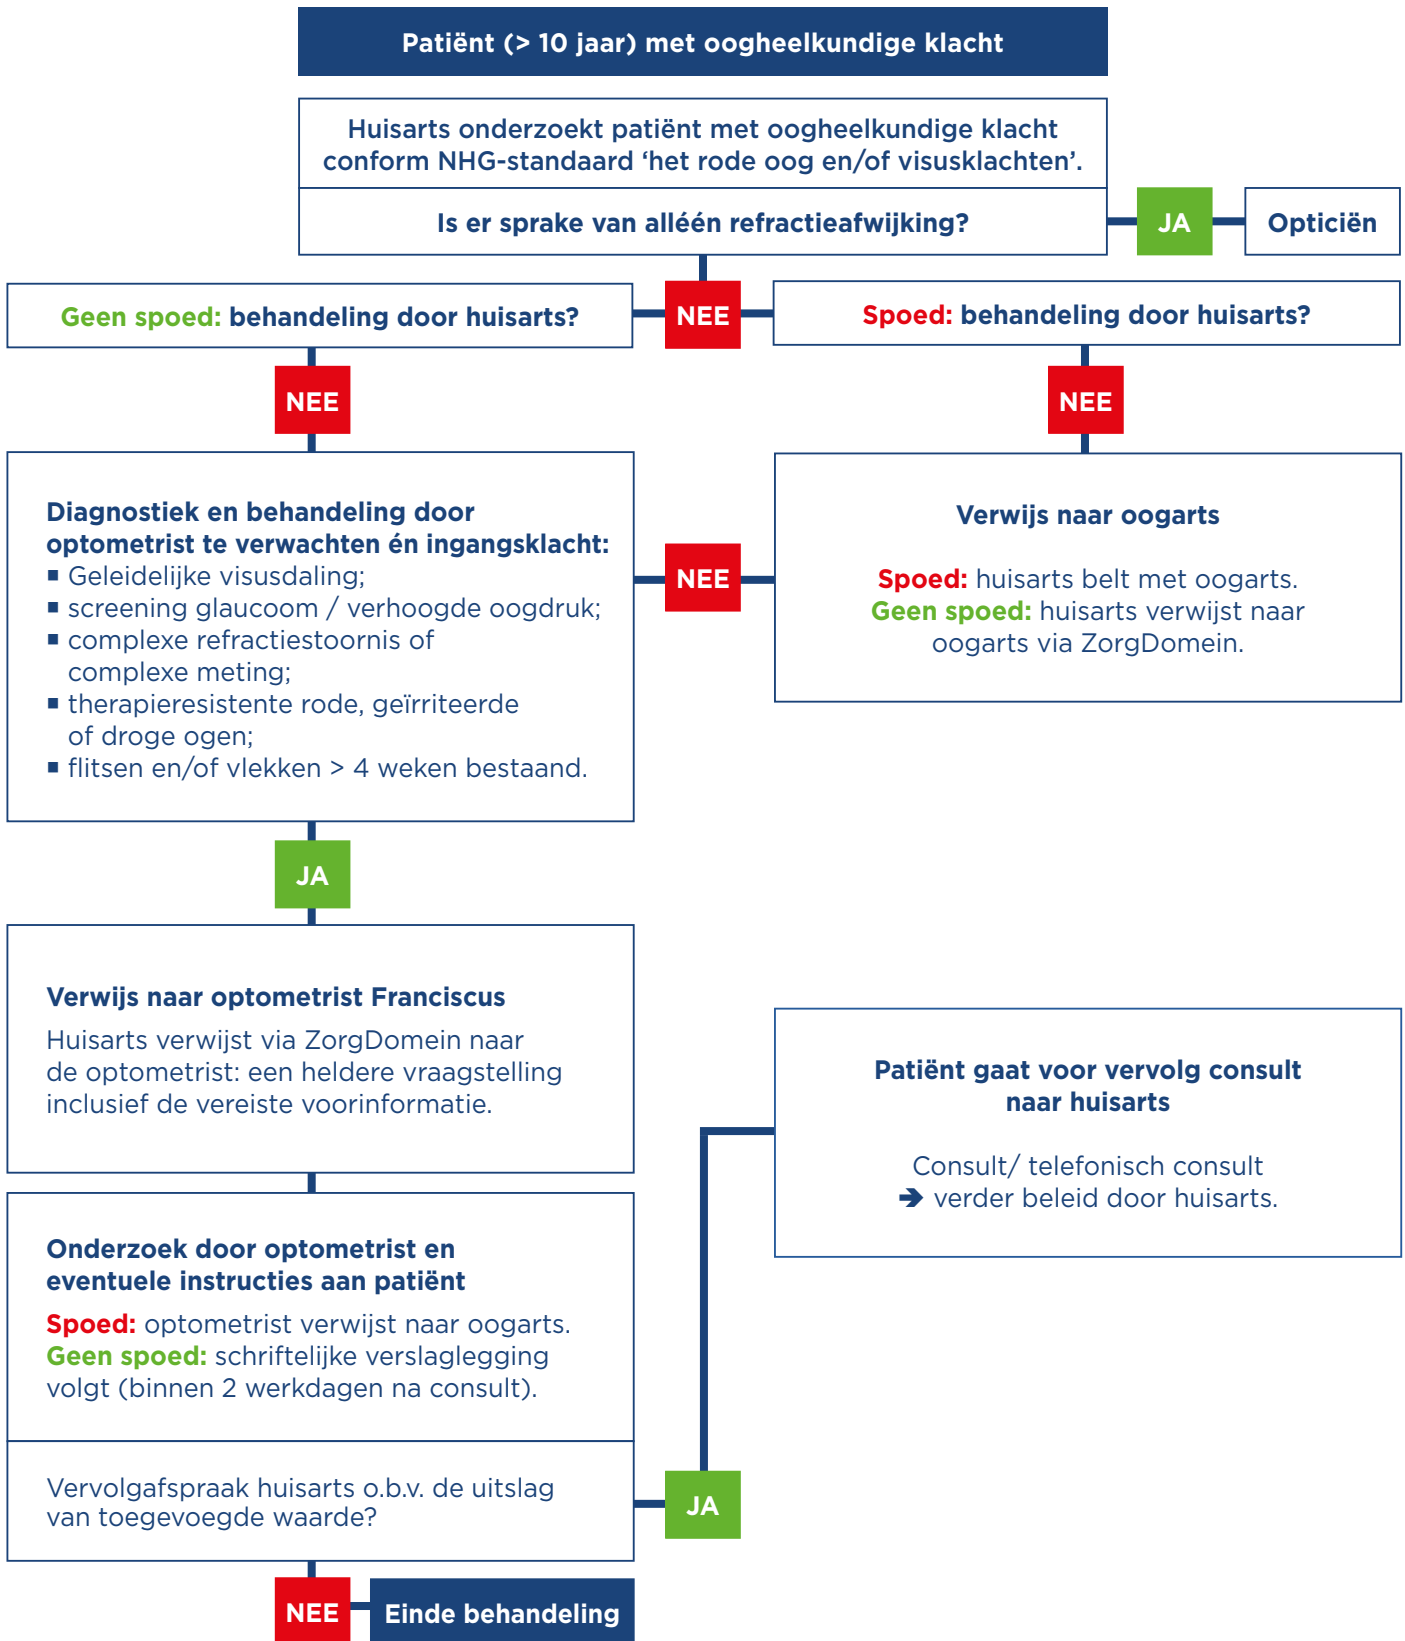 Patiënt (> 10 jaar) met oogheelkundige klacht
Huisarts onderzoekt patiënt met oogheelkundige klacht
conform NHG-standaard ‘het rode oog en/of visusklachten’.
Is er sprake van alléén refractieafwijking?
JA
Opticiën
Geen spoed: behandeling door huisarts?
NEE
Spoed: behandeling door huisarts?
NEE
NEE
Diagnostiek en behandeling door
optometrist te verwachten én ingangsklacht:
▪ Geleidelijke visusdaling;
▪ screening glaucoom / verhoogde oogdruk;
▪ complexe refractiestoornis of
complexe meting;
▪ therapieresistente rode, geïrriteerde
of droge ogen;
▪ flitsen en/of vlekken > 4 weken bestaand.
NEE
Verwijs naar oogarts
Spoed: huisarts belt met oogarts.
Geen spoed: huisarts verwijst naar
oogarts via ZorgDomein.
JA
Verwijs naar optometrist Franciscus
Huisarts verwijst via ZorgDomein naar
de optometrist: een heldere vraagstelling
inclusief de vereiste voorinformatie.
Patiënt gaat voor vervolg consult
naar huisarts
Consult/ telefonisch consult
➔ verder beleid door huisarts.
Onderzoek door optometrist en
eventuele instructies aan patiënt
Spoed: optometrist verwijst naar oogarts.
Geen spoed: schriftelijke verslaglegging
volgt (binnen 2 werkdagen na consult).
Vervolgafspraak huisarts o.b.v. de uitslag
van toegevoegde waarde?
JA
NEE
Einde behandeling